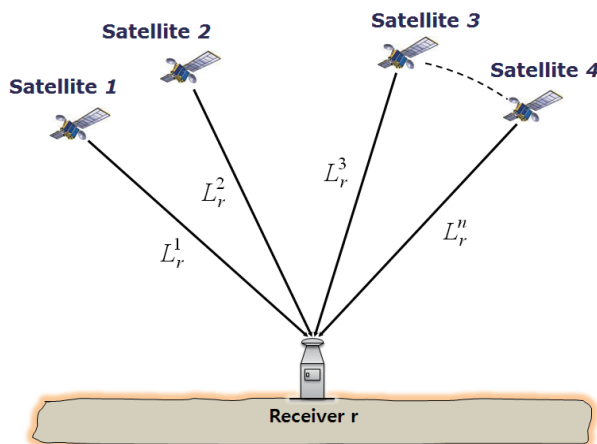 Satellite 1
Satellite 2
Satellite 3
Satellite 4
L_r^1
L_r^2
L_r^3
L_r^n
Receiver r